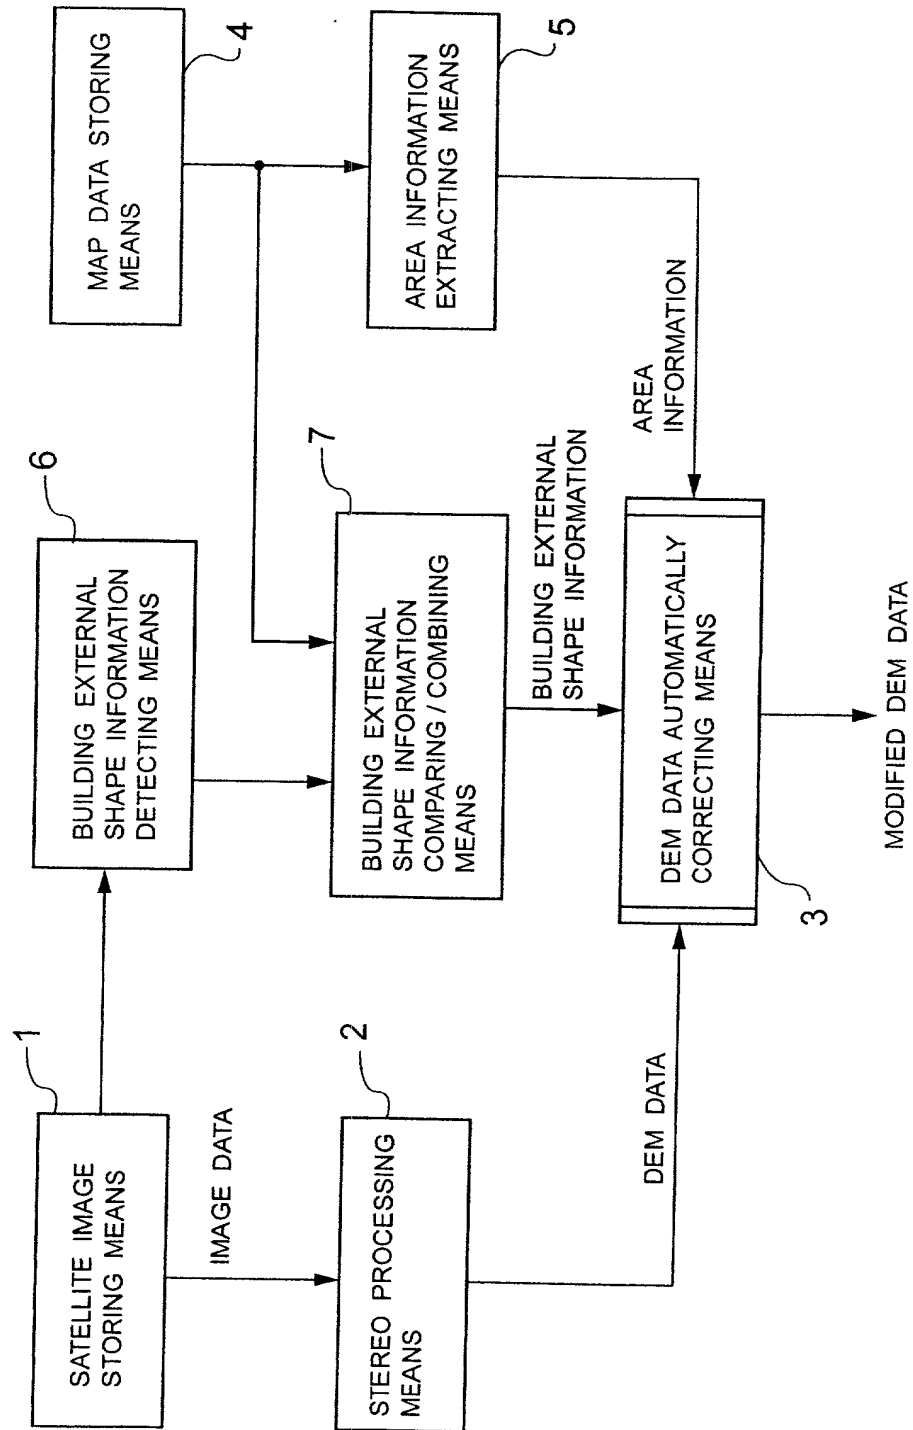 1
SATELLITE IMAGE
STORING MEANS
IMAGE DATA
2
STEREO PROCESSING
MEANS
DEM DATA
6
BUILDING EXTERNAL
SHAPE INFORMATION
DETECTING MEANS
7
BUILDING EXTERNAL
SHAPE INFORMATION
COMPARING / COMBINING
MEANS
BUILDING EXTERNAL
SHAPE INFORMATION
3
DEM DATA AUTOMATICALLY
CORRECTING MEANS
MODIFIED DEM DATA
4
MAP DATA STORING
MEANS
5
AREA INFORMATION
EXTRACTING MEANS
AREA
INFORMATION